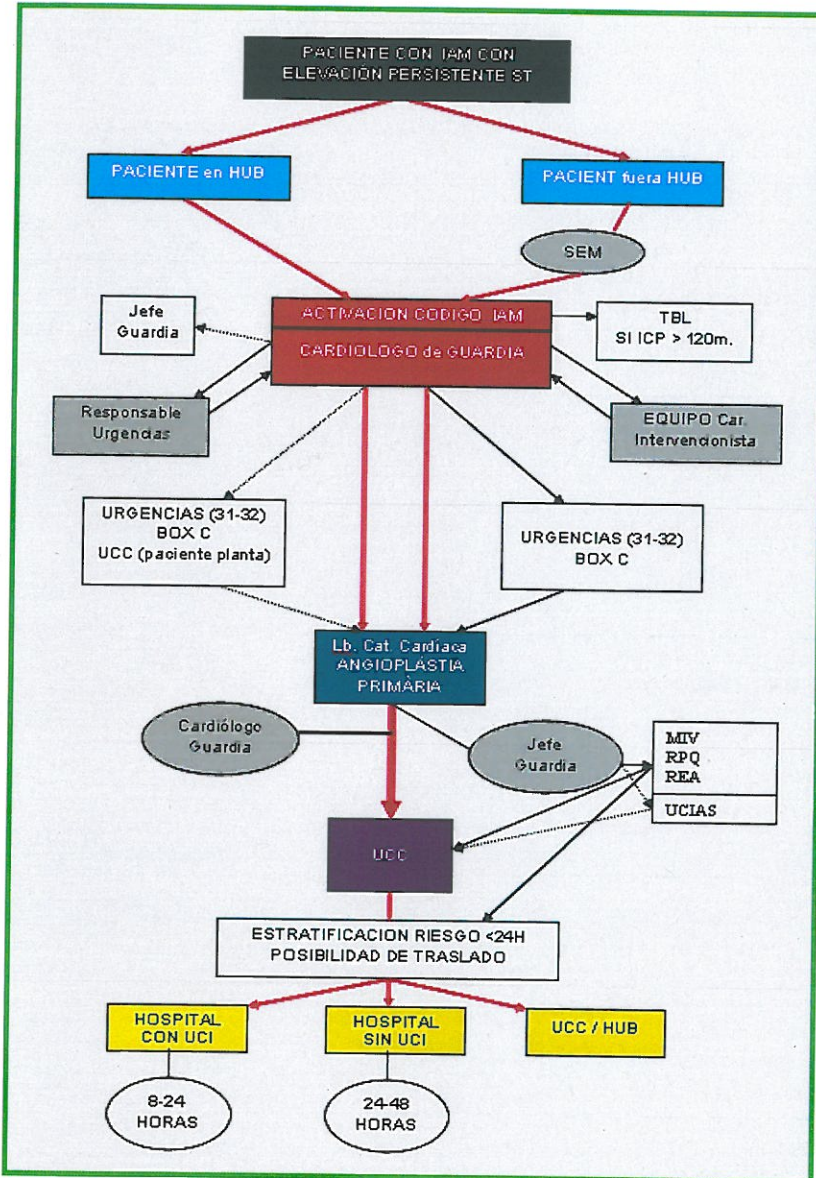 PACIENTE CON IAM CON
ELEVACIÓN PERSISTENTE ST
PACIENTE en HUB
PACIENT fuera HUB
SEM
Jefe
Guardia
ACTIVACION CODIGO IAM
CARDIOLOGO de GUARDIA
TBL
SI ICP > 120m.
Responsable
Urgencias
EQUIPO Car.
Intervencionista
URGENCIAS (31-32)
BOX C
UCC (paciente planta)
URGENCIAS (31-32)
BOX C
Lb. Cat. Cardíaca
ANGIOPLÀSTIA
PRIMÀRIA
Cardiólogo
Guardia
Jefe
Guardia
MIV
RPQ
REA
UCIAS
UCC
ESTRATIFICACION RIESGO <24H
POSIBILIDAD DE TRASLADO
HOSPITAL
CON UCI
HOSPITAL
SIN UCI
UCC / HUB
8-24
HORAS
24-48
HORAS